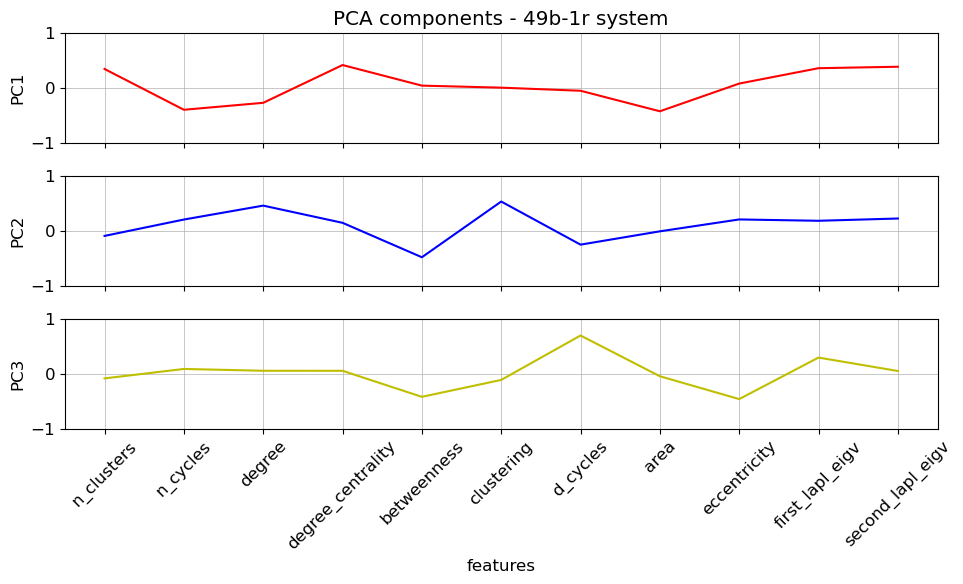 PCA components - 49b-1r system
1
0
−1
PC1
1
0
−1
PC2
1
0
−1
PC3
n_clusters
n_cycles
degree
degree_centrality
betweenness
clustering
d_cycles
area
eccentricity
first_lapl_eigv
second_lapl_eigv
features